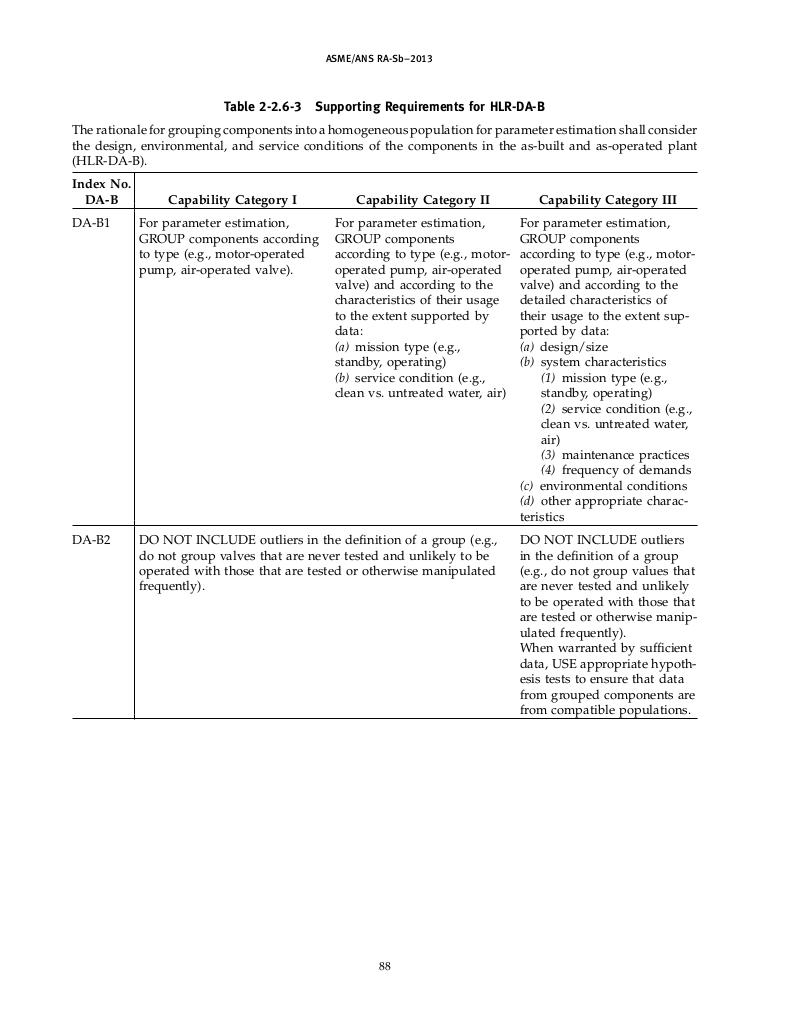 ASME/ANS RA-Sb–2013
Table 2-2.6-3 Supporting Requirements for HLR-DA-B
The rationale for grouping components into a homogeneous population for parameter estimation shall consider
the design, environmental, and service conditions of the components in the as-built and as-operated plant
(HLR-DA-B).
Index No.
DA-B
Capability Category I
Capability Category II
Capability Category III
DA-B1
For parameter estimation,
GROUP components according
to type (e.g., motor-operated
pump, air-operated valve).
For parameter estimation,
GROUP components
according to type (e.g., motor-
operated pump, air-operated
valve) and according to the
characteristics of their usage
to the extent supported by
data:
(a) mission type (e.g.,
standby, operating)
(b) service condition (e.g.,
clean vs. untreated water, air)
For parameter estimation,
GROUP components
according to type (e.g., motor-
operated pump, air-operated
valve) and according to the
detailed characteristics of
their usage to the extent sup-
ported by data:
(a) design/size
(b) system characteristics
(1) mission type (e.g.,
standby, operating)
(2) service condition (e.g.,
clean vs. untreated water,
air)
(3) maintenance practices
(4) frequency of demands
(c) environmental conditions
(d) other appropriate charac-
teristics
DA-B2
DO NOT INCLUDE outliers in the definition of a group (e.g.,
do not group valves that are never tested and unlikely to be
operated with those that are tested or otherwise manipulated
frequently).
DO NOT INCLUDE outliers
in the definition of a group
(e.g., do not group values that
are never tested and unlikely
to be operated with those that
are tested or otherwise manip-
ulated frequently).
When warranted by sufficient
data, USE appropriate hypoth-
esis tests to ensure that data
from grouped components are
from compatible populations.
88